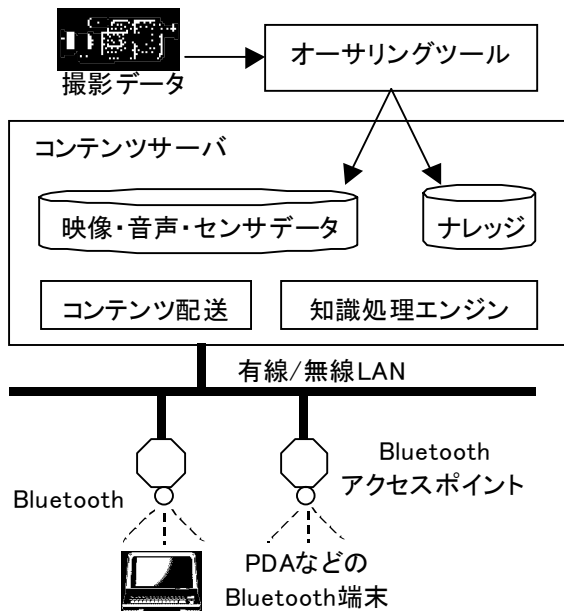 オーサリングツール
撮影データ
コンテンツサーバ
映像・音声・センサデータ
ナレッジ
コンテンツ配送
知識処理エンジン
有線/無線LAN
Bluetooth
アクセスポイント
Bluetooth
PDAなどの
Bluetooth端末